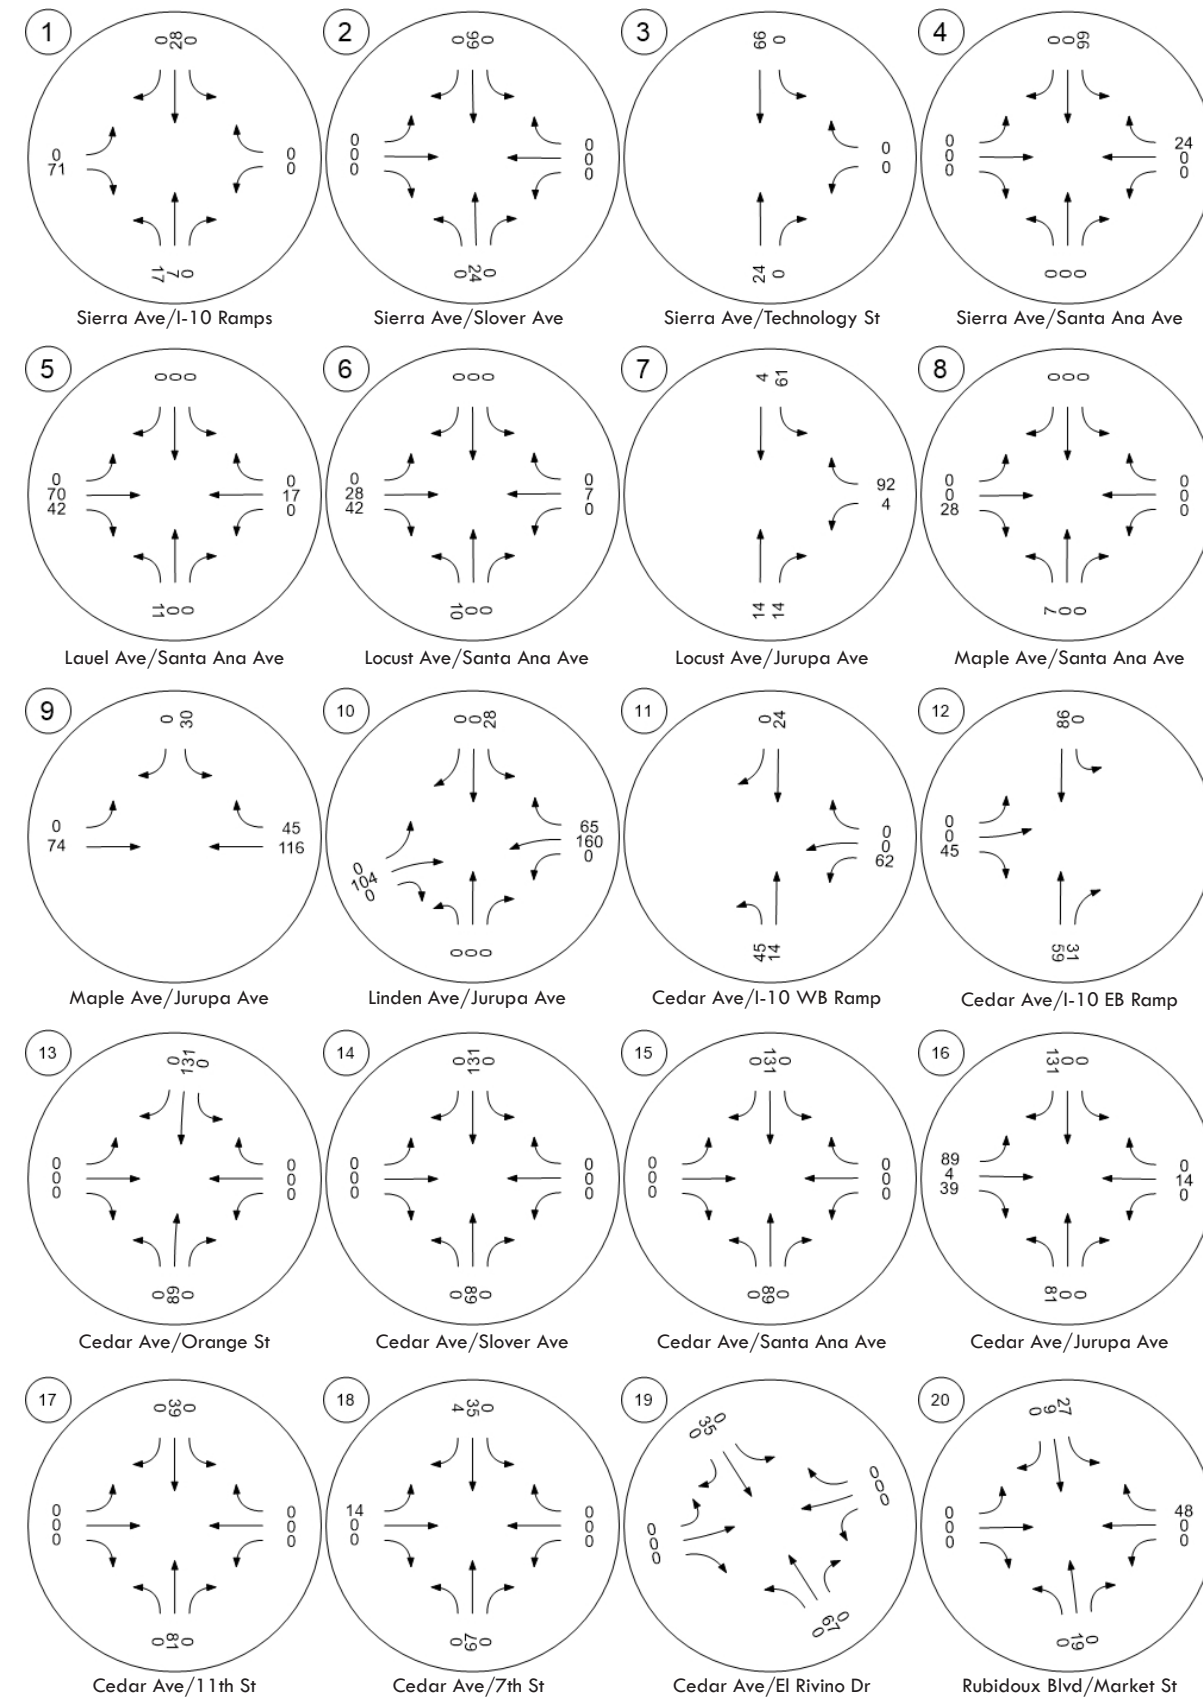 1
0 28 0
0
71
0
0
17 7 0
Sierra Ave/I-10 Ramps
2
0 99 0
0
0
0
0
0
0
0 24 0
Sierra Ave/Slover Ave
3
99 0
0
0
24 0
Sierra Ave/Technology St
4
0 0 99
0
0
0
24
0
0
0 0 0
Sierra Ave/Santa Ana Ave
5
0 0 0
0
70
42
0
17
0
11 0 0
Lauel Ave/Santa Ana Ave
6
0 0 0
0
28
42
0
7
0
10 0 0
Locust Ave/Santa Ana Ave
7
4 61
92
4
14 14
Locust Ave/Jurupa Ave
8
0 0 0
0
0
28
0
0
0
7 0 0
Maple Ave/Santa Ana Ave
9
0 30
0
74
45
116
Maple Ave/Jurupa Ave
10
0 0 28
0
104
0
65
160
0
0 0 0
Linden Ave/Jurupa Ave
11
0 24
0
0
62
45 14
Cedar Ave/I-10 WB Ramp
12
86 0
0
0
45
59 31
Cedar Ave/I-10 EB Ramp
13
0 131 0
0
0
0
0
0
0
0 89 0
Cedar Ave/Orange St
14
0 131 0
0
0
0
0
0
0
0 89 0
Cedar Ave/Slover Ave
15
0 131 0
0
0
0
0
0
0
0 89 0
Cedar Ave/Santa Ana Ave
16
131 0 0
89
4
39
0
14
0
81 0 0
Cedar Ave/Jurupa Ave
17
0 39 0
0
0
0
0
0
0
0 81 0
Cedar Ave/11th St
18
4 35 0
14
0
0
0
0
0
0 67 0
Cedar Ave/7th St
19
0 35 0
0
0
0
0
0
0
0 67 0
Cedar Ave/El Rivino Dr
20
0 9 27
0
0
0
48
0
0
0 19 0
Rubidoux Blvd/Market St